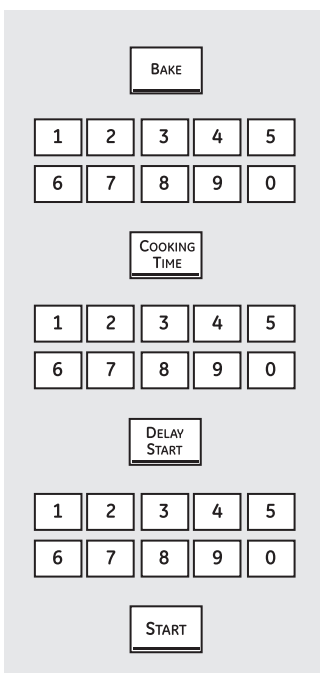 BAKE
1 2 3 4 5
6 7 8 9 0
COOKING
TIME
1 2 3 4 5
6 7 8 9 0
DELAY
START
1 2 3 4 5
6 7 8 9 0
START